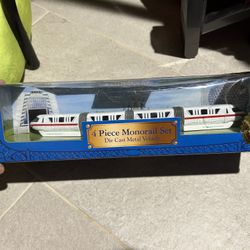 4 Piece Monorail Set
Die Cast Metal Vehicle